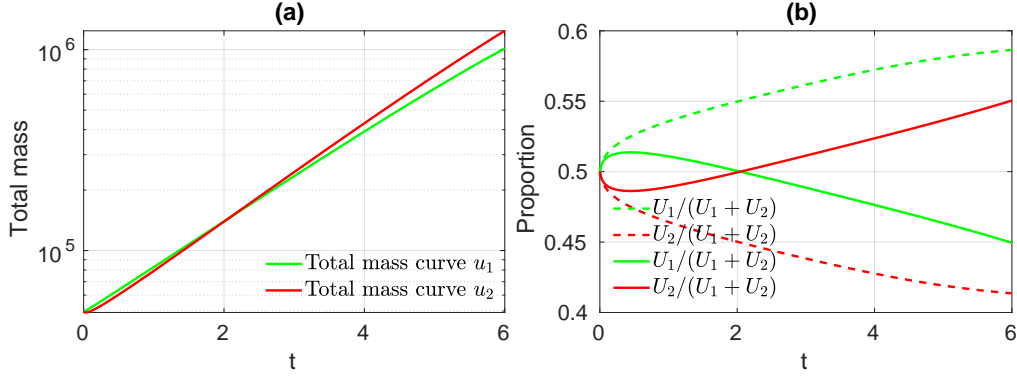 (a)
Total mass
10^6
10^5
0
2
4
6
t
Total mass curve u_1
Total mass curve u_2
(b)
Proportion
0.6
0.55
0.5
0.45
0.4
0
2
4
6
t
U_1/(U_1 + U_2)
U_2/(U_1 + U_2)
U_1/(U_1 + U_2)
U_2/(U_1 + U_2)